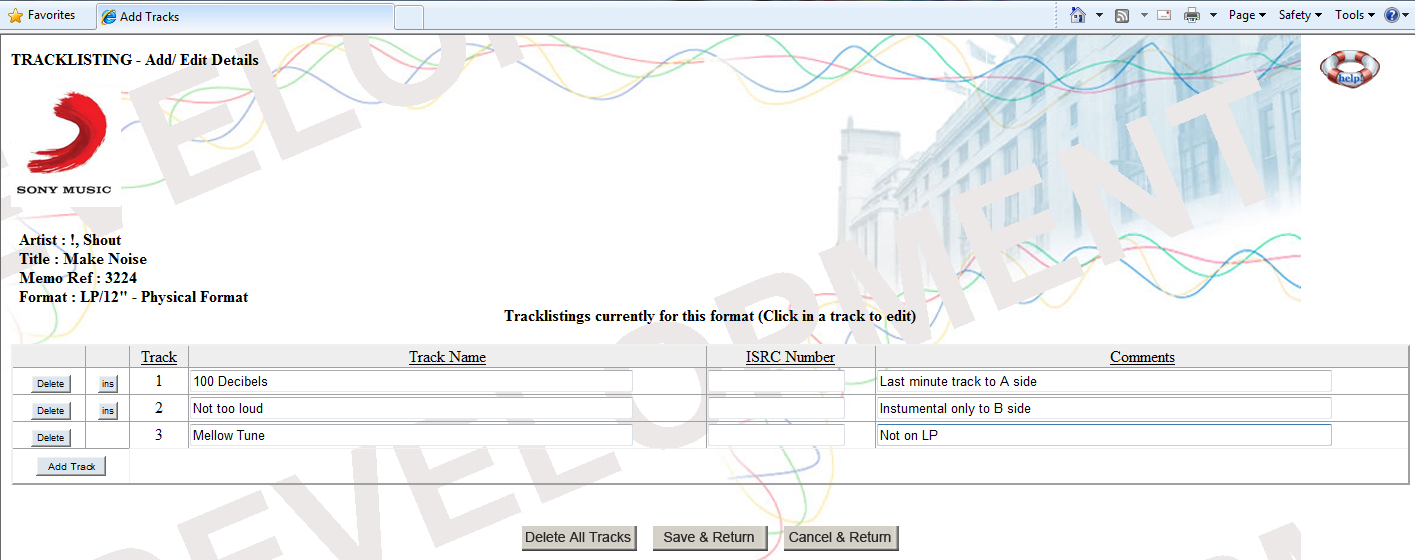 Favorites Add Tracks Page Safety Tools
TRACKLISTING - Add/ Edit Details
help!
SONY MUSIC
Artist : !, Shout
Title : Make Noise
Memo Ref : 3224
Format : LP/12" - Physical Format
Tracklistings currently for this format (Click in a track to edit)
Track Track Name ISRC Number Comments
Delete ins 1 100 Decibels Last minute track to A side
Delete ins 2 Not too loud Instumental only to B side
Delete 3 Mellow Tune Not on LP
Add Track
Delete All Tracks Save & Return Cancel & Return
DEVELOPMENT
DEVELOPMENT